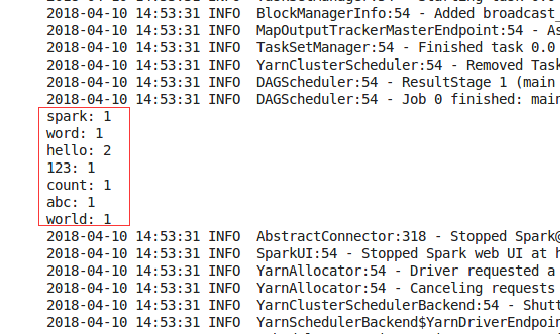 2018-04-10 14:53:31 INFO BlockManagerInfo:54 - Added broadcast_
2018-04-10 14:53:31 INFO MapOutputTrackerMasterEndpoint:54 - As
2018-04-10 14:53:31 INFO TaskSetManager:54 - Finished task 0.0
2018-04-10 14:53:31 INFO YarnClusterScheduler:54 - Removed Task
2018-04-10 14:53:31 INFO DAGScheduler:54 - ResultStage 1 (main
2018-04-10 14:53:31 INFO DAGScheduler:54 - Job 0 finished: main
spark: 1
word: 1
hello: 2
123: 1
count: 1
abc: 1
world: 1
2018-04-10 14:53:31 INFO AbstractConnector:318 - Stopped Spark@
2018-04-10 14:53:31 INFO SparkUI:54 - Stopped Spark web UI at h
2018-04-10 14:53:31 INFO YarnAllocator:54 - Driver requested a
2018-04-10 14:53:31 INFO YarnAllocator:54 - Canceling requests
2018-04-10 14:53:31 INFO YarnClusterSchedulerBackend:54 - Shutt
2018-04-10 14:53:31 INFO YarnSchedulerBackend$YarnDriverEndpoin